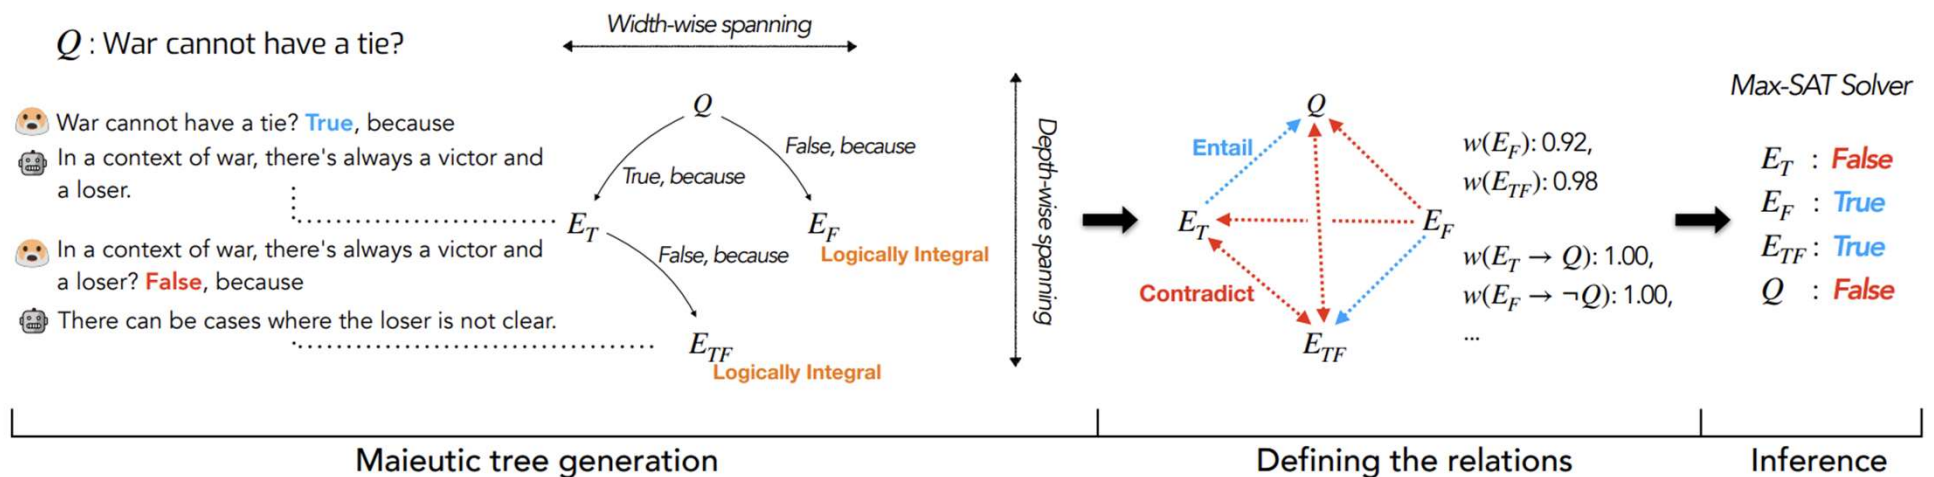 Q : War cannot have a tie?
War cannot have a tie? True, because
In a context of war, there's always a victor and
a loser.
In a context of war, there's always a victor and
a loser? False, because
There can be cases where the loser is not clear.
Width-wise spanning
Depth-wise spanning
Q
True, because
False, because
E_T
E_F
Logically Integral
False, because
E_TF
Logically Integral
Q
Entail
E_T
E_F
Contradict
E_TF
w(E_F): 0.92,
w(E_TF): 0.98
w(E_T → Q): 1.00,
w(E_F → ¬Q): 1.00,
...
Max-SAT Solver
E_T : False
E_F : True
E_TF : True
Q : False
Maieutic tree generation
Defining the relations
Inference